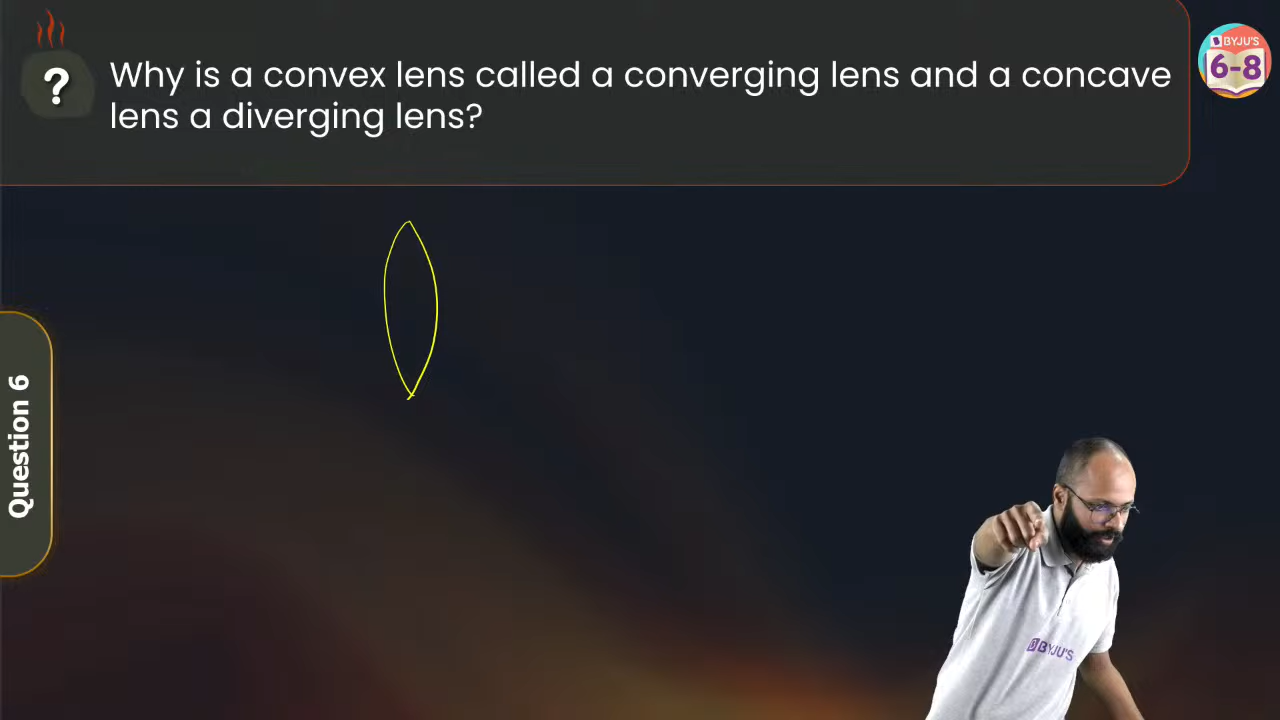 ?
Why is a convex lens called a converging lens and a concave
lens a diverging lens?
BYJU'S
6-8
Question 6
BYJU'S